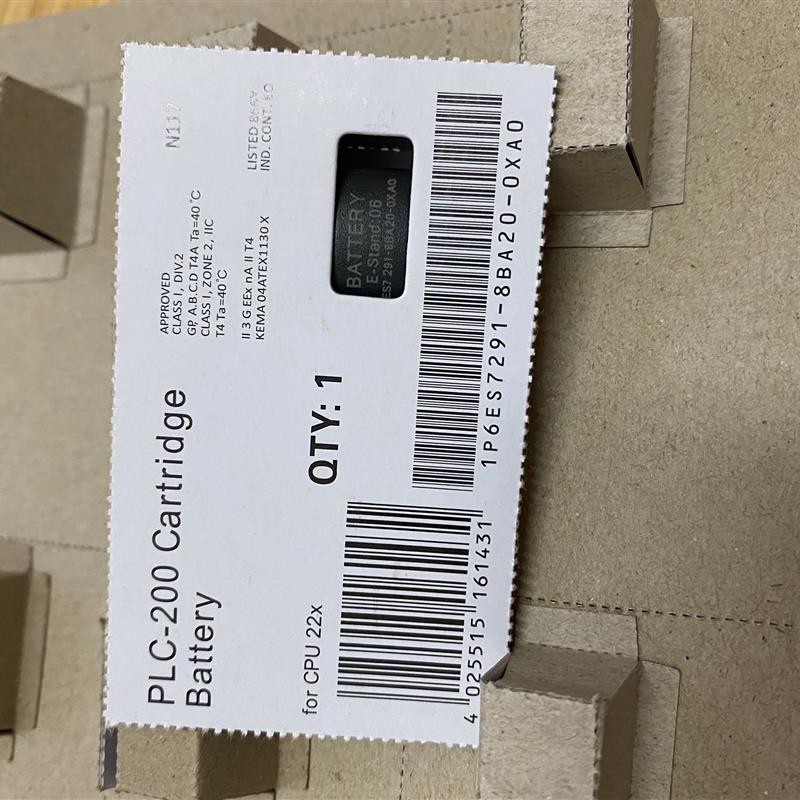 PLC-200 Cartridge
Battery
for CPU 22x
QTY: 1
APPROVED
CLASS I, DIV.2
GP, A.B.C.D T4A Ta=40°C
CLASS I, ZONE 2, IIC
T4 Ta=40°C
II 3 G EEx nA II T4
KEMA 04ATEX1130 X
N117
LISTED
IND. CONT. EQ
BATTERY
E-Stand: 06
ES7 291-8BA20-0XA0
4 025515 161431
1P6ES7291-8BA20-0XA0